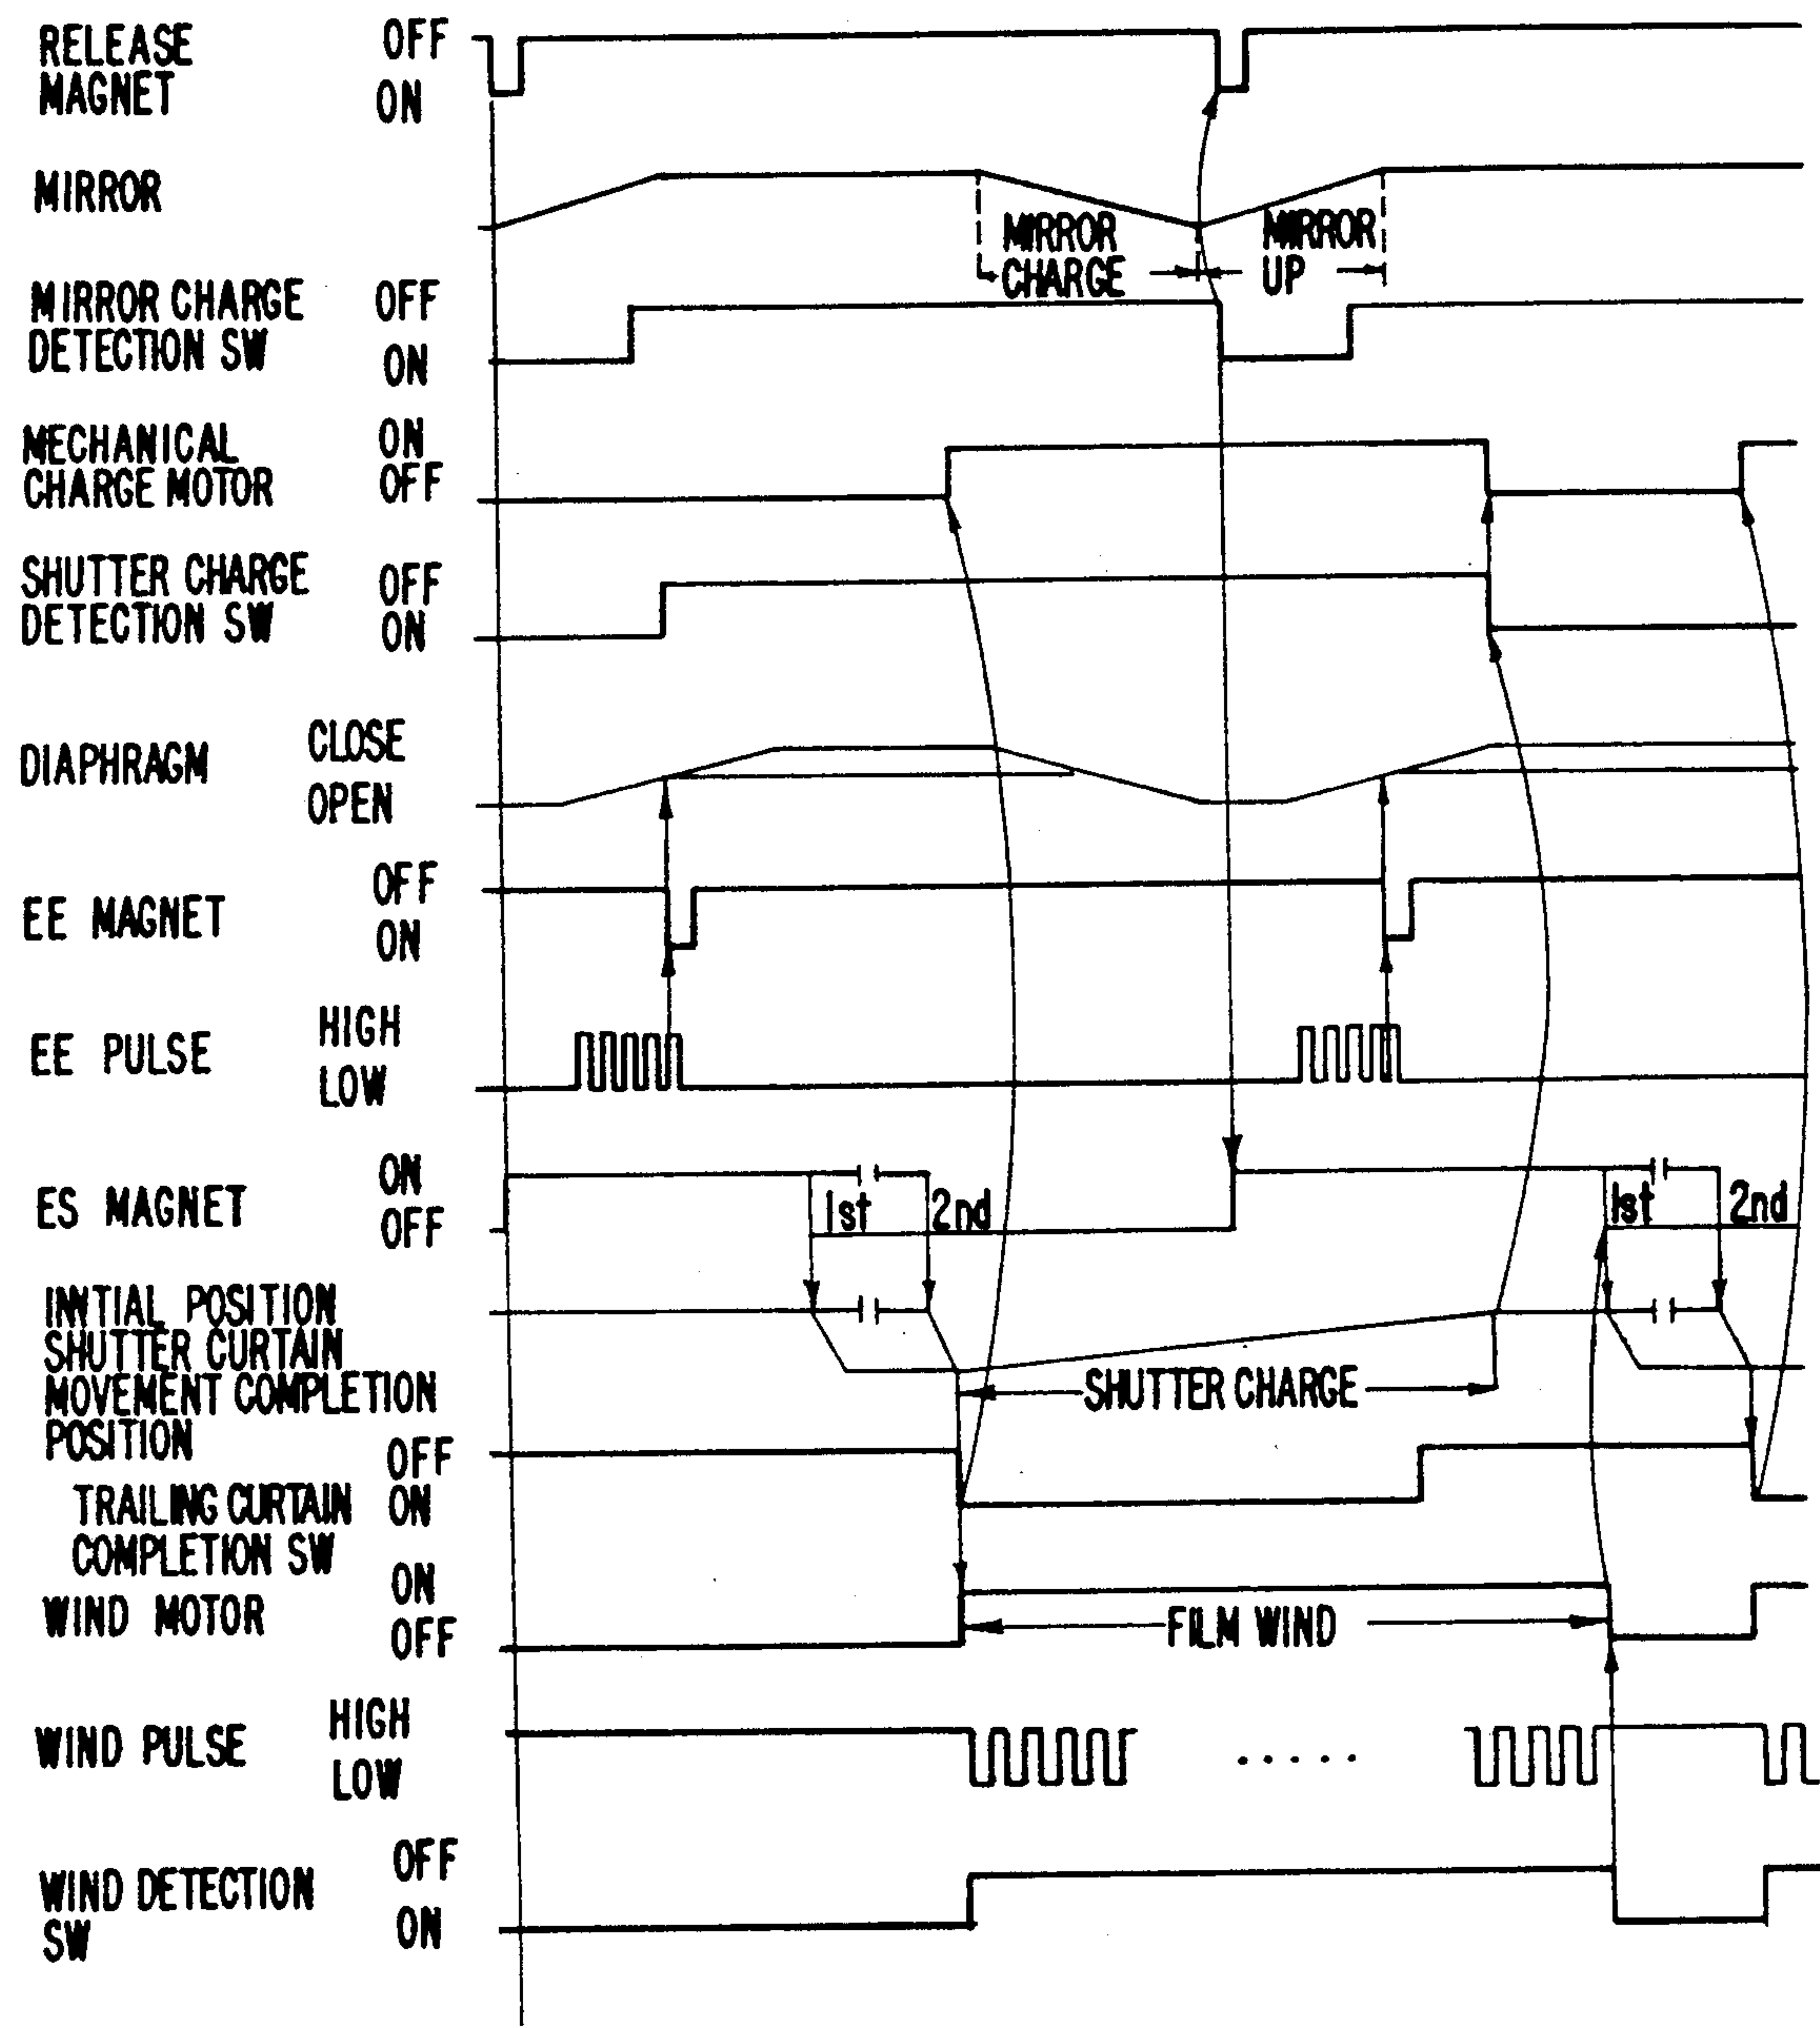 RELEASE OFF
MAGNET ON
MIRROR
MIRROR MIRROR
CHARGE UP
MIRROR CHARGE OFF
DETECTION SW ON
MECHANICAL ON
CHARGE MOTOR OFF
SHUTTER CHARGE OFF
DETECTION SW ON
DIAPHRAGM CLOSE
OPEN
EE MAGNET OFF
ON
EE PULSE HIGH
LOW
ES MAGNET ON
OFF
1st 2nd 1st 2nd
INITIAL POSITION
SHUTTER CURTAIN
MOVEMENT COMPLETION
POSITION
SHUTTER CHARGE
OFF
TRAILING CURTAIN ON
COMPLETION SW
WIND MOTOR ON
OFF
FILM WIND
WIND PULSE HIGH
LOW
.....
WIND DETECTION OFF
SW ON